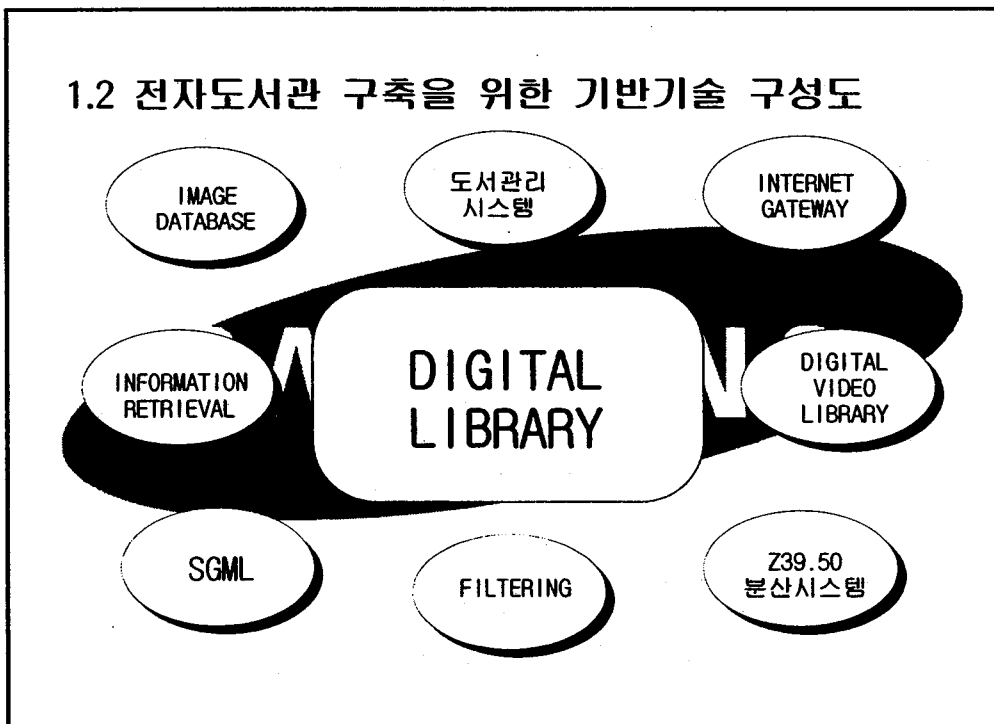 1.2 전자도서관 구축을 위한 기반기술 구성도
IMAGE
DATABASE
도서관리
시스템
INTERNET
GATEWAY
INFORMATION
RETRIEVAL
DIGITAL
LIBRARY
DIGITAL
VIDEO
LIBRARY
SGML
FILTERING
Z39.50
분산시스템